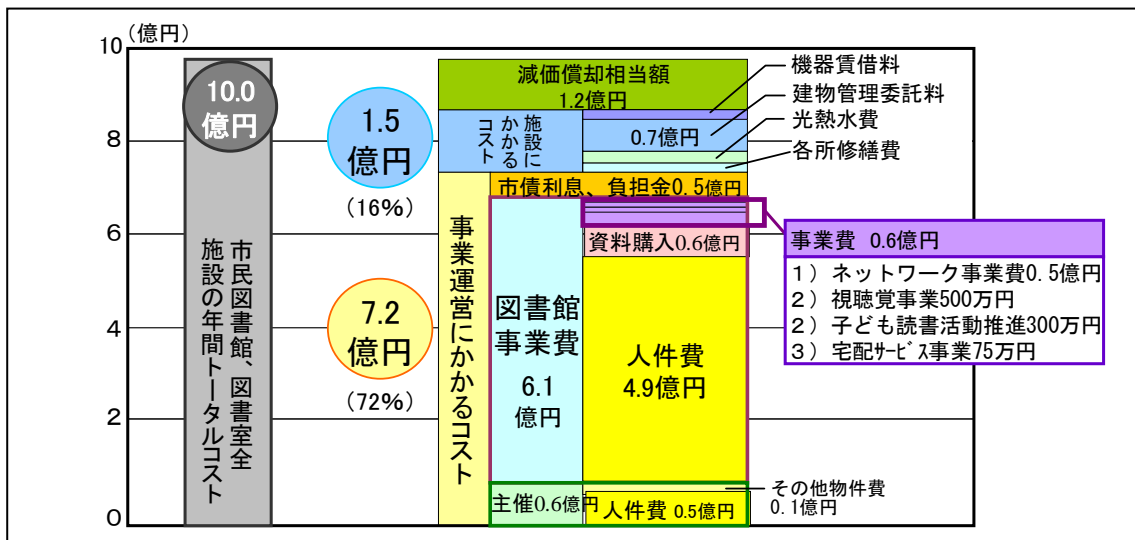 (億円)
10
8
6
4
2
0
10.0
億円
市民図書館、図書室全
施設の年間トータルコスト
1.5
億円
(16%)
7.2
億円
(72%)
減価償却相当額
1.2億円
施設に
かかる
コスト
0.7億円
機器賃借料
建物管理委託料
光熱水費
各所修繕費
事業運営にかかるコスト
市債利息、負担金0.5億円
図書館
事業費
6.1
億円
資料購入0.6億円
人件費
4.9億円
主催0.6億円
人件費 0.5億円
その他物件費
0.1億円
事業費 0.6億円
1）ネットワーク事業費0.5億円
2）視聴覚事業500万円
2）子ども読書活動推進300万円
3）宅配ｻｰﾋﾞｽ事業75万円